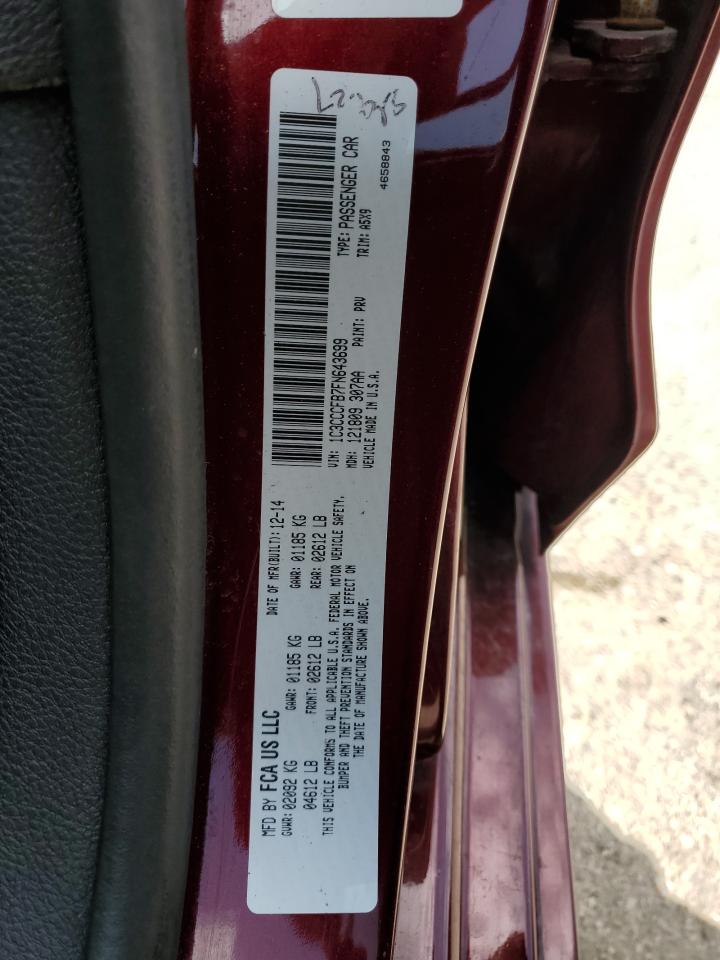 MFD BY FCA US LLC
DATE OF MFR(BUILT): 12-14
GVWR: 02092 KG
GAWR: 01185 KG
GAWR: 01185 KG
04612 LB
FRONT: 02612 LB
REAR: 02612 LB
THIS VEHICLE CONFORMS TO ALL APPLICABLE U.S.A. FEDERAL MOTOR VEHICLE SAFETY,
BUMPER AND THEFT PREVENTION STANDARDS IN EFFECT ON
THE DATE OF MANUFACTURE SHOWN ABOVE.
VIN: 1C3CCCFB7FN643699
TYPE: PASSENGER CAR
MDH: 121809 307AA
PAINT: PRV
TRIM: A5X9
VEHICLE MADE IN U.S.A.
4658843